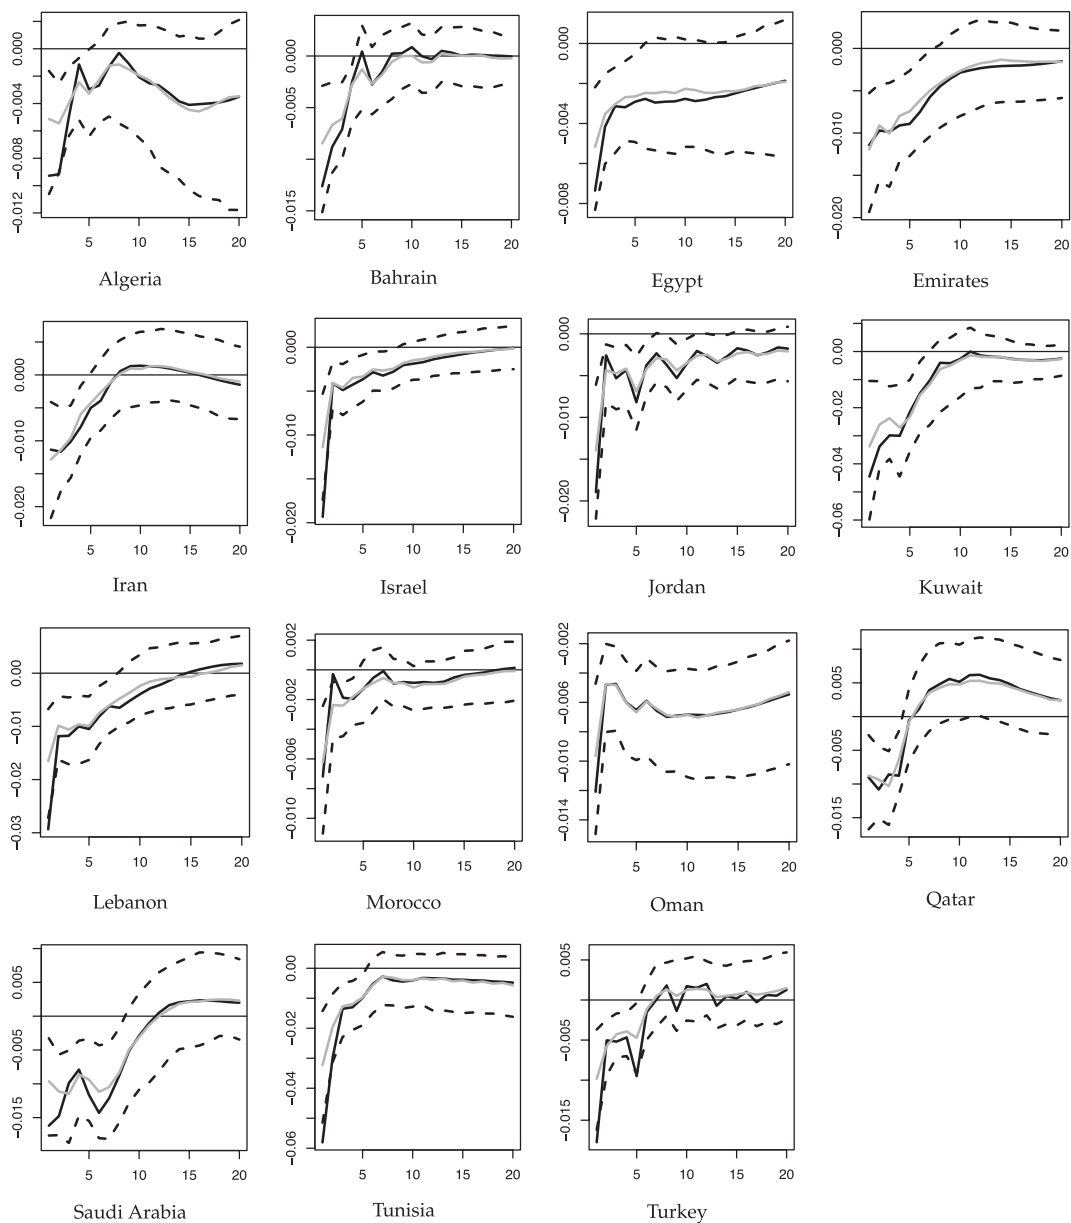 0.000
−0.004
−0.008
−0.012
5 10 15 20
Algeria
0.000
−0.005
−0.015
5 10 15 20
Bahrain
0.000
−0.004
−0.008
5 10 15 20
Egypt
0.000
−0.010
−0.020
5 10 15 20
Emirates
0.000
−0.010
−0.020
5 10 15 20
Iran
0.000
−0.010
−0.020
5 10 15 20
Israel
0.000
−0.010
−0.020
5 10 15 20
Jordan
0.00
−0.02
−0.04
−0.06
5 10 15 20
Kuwait
0.00
−0.01
−0.02
−0.03
5 10 15 20
Lebanon
0.002
−0.002
−0.006
−0.010
5 10 15 20
Morocco
−0.002
−0.006
−0.010
−0.014
5 10 15 20
Oman
0.005
−0.005
−0.015
5 10 15 20
Qatar
0.005
−0.005
−0.015
5 10 15 20
Saudi Arabia
0.00
−0.02
−0.04
−0.06
5 10 15 20
Tunisia
0.005
−0.005
−0.015
5 10 15 20
Turkey